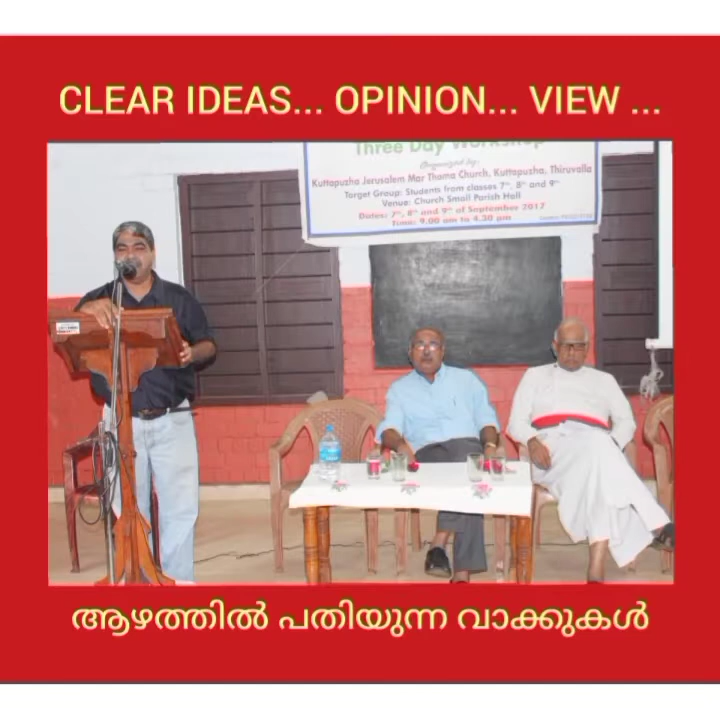 CLEAR IDEAS... OPINION... VIEW ...
Three Day Workshop
Organized by:
Kuttapuzha Jerusalem Mar Thoma Church, Kuttapuzha, Thiruvalla
Target Group: Students from classes 7th, 8th and 9th
Venue: Church Small Parish Hall
Dates: 7th, 8th and 9th of September 2017
Time: 9.00 am to 4.30 pm
ആഴത്തിൽ പതിയുന്ന വാക്കുകൾ